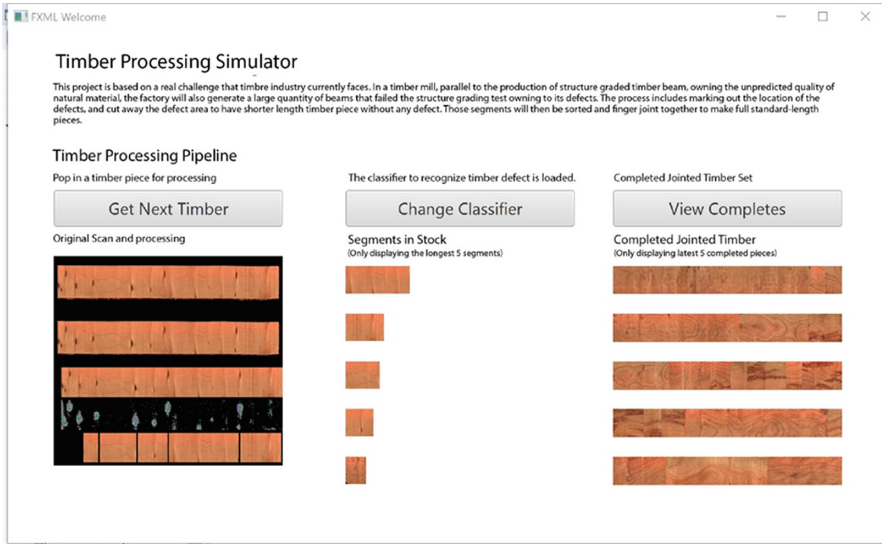 FXML Welcome
Timber Processing Simulator
This project is based on a real challenge that timbre industry currently faces. In a timber mill, parallel to the production of structure graded timber beam, owning the unpredicted quality of
natural material, the factory will also generate a large quantity of beams that failed the structure grading test owning to its defects. The process includes marking out the location of the
defects, and cut away the defect area to have shorter length timber piece without any defect. Those segments will then be sorted and finger joint together to make full standard-length
pieces.
Timber Processing Pipeline
Pop in a timber piece for processing
The classifier to recognize timber defect is loaded.
Completed Jointed Timber Set
Get Next Timber
Change Classifier
View Completes
Original Scan and processing
Segments in Stock
(Only displaying the longest 5 segments)
Completed Jointed Timber
(Only displaying latest 5 completed pieces)